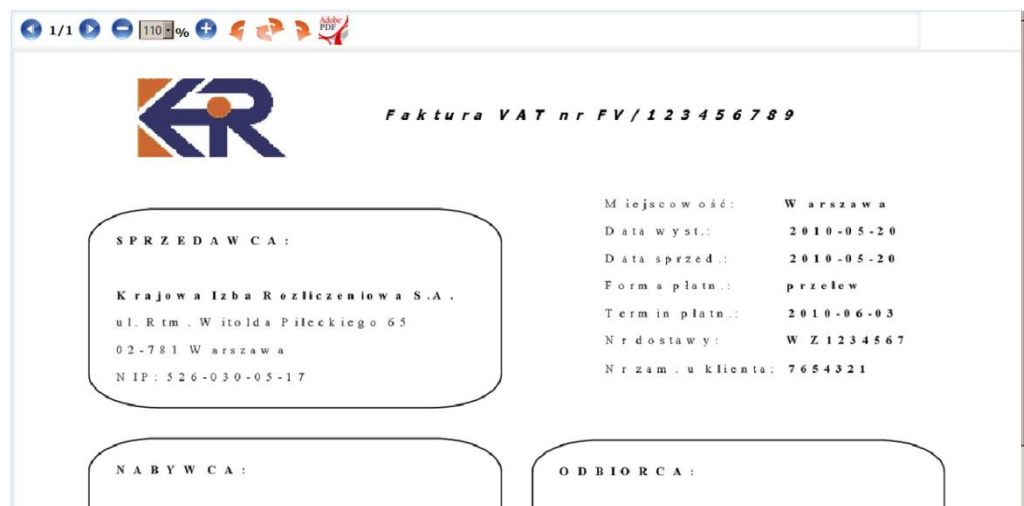 1/1 110 % Adobe PDF
KIR
Faktura VAT nr FV/123456789
Miejscowość: Warszawa
Data wyst.: 2010-05-20
Data sprzed.: 2010-05-20
Forma płatn.: przelew
Termin płatn.: 2010-06-03
Nr dostawy: WZ1234567
Nr zam. u klienta: 7654321
SPRZEDAWCA:
Krajowa Izba Rozliczeniowa S.A.
ul. Rtm. Witolda Pileckiego 65
02-781 Warszawa
NIP: 526-030-05-17
NABYWCA:
ODBIORCA: